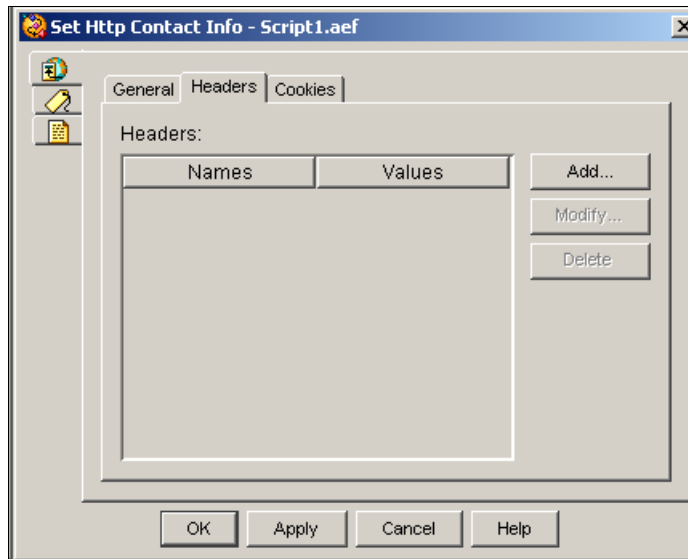 Set Http Contact Info - Script1.aef
General Headers Cookies
Headers:
Names Values
Add...
Modify...
Delete
OK Apply Cancel Help